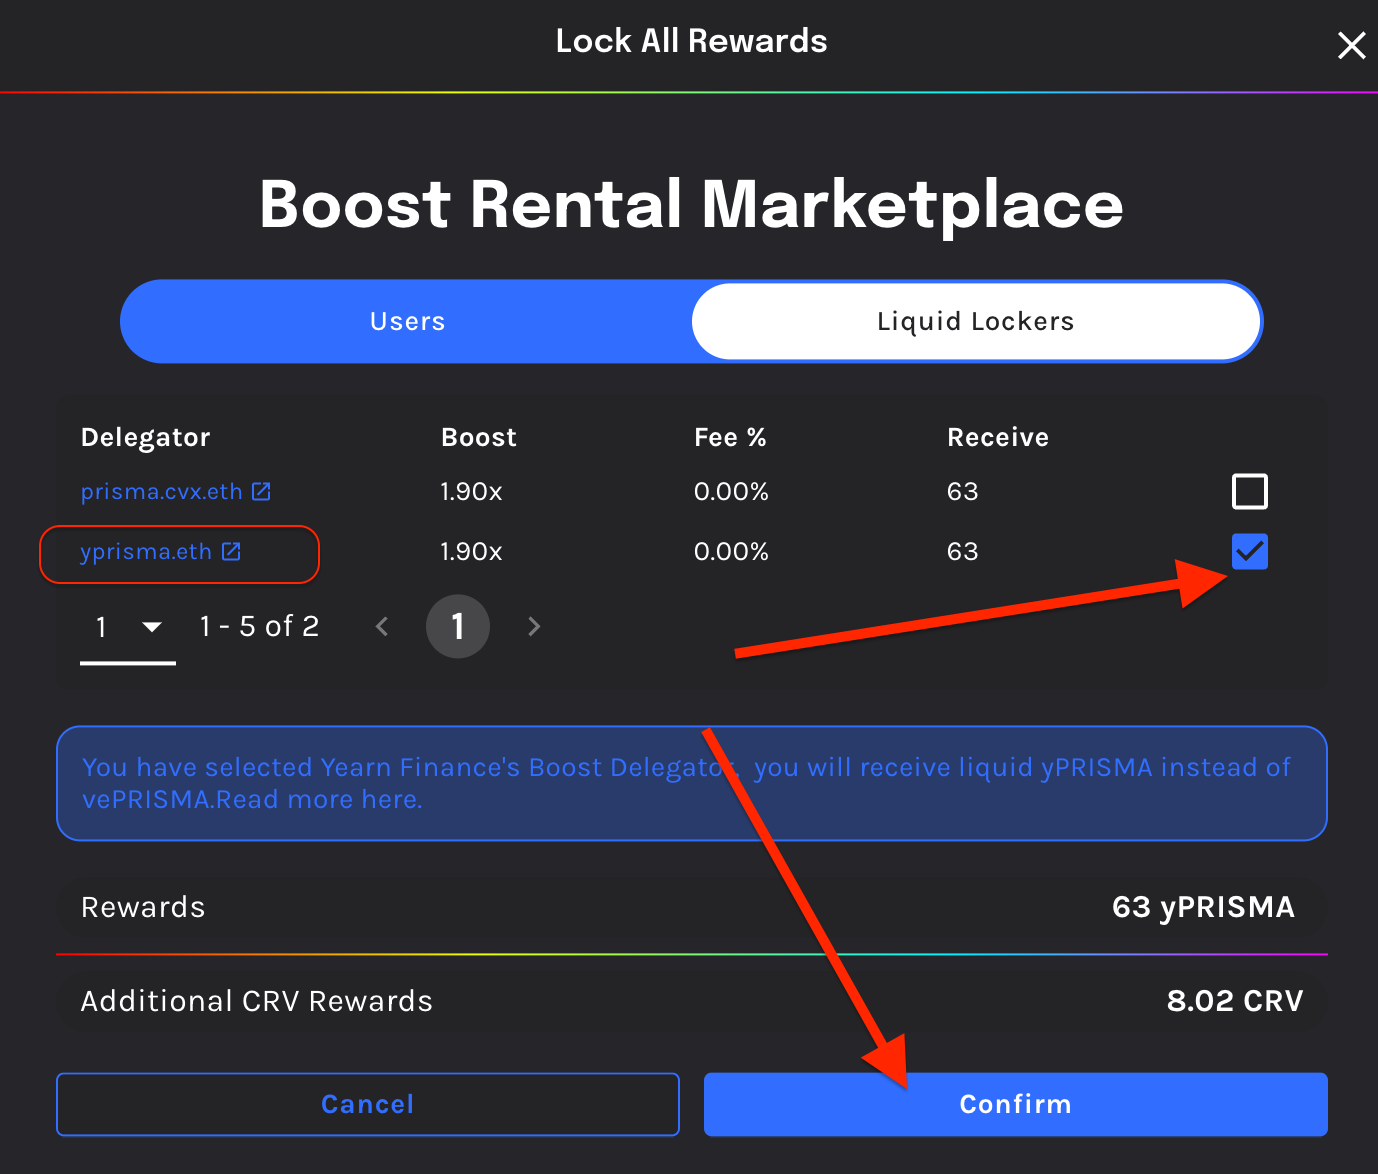 Lock All Rewards
Boost Rental Marketplace
Users Liquid Lockers
Delegator Boost Fee % Receive
prisma.cvx.eth 1.90x 0.00% 63
yprisma.eth 1.90x 0.00% 63
1 1 - 5 of 2 1
You have selected Yearn Finance's Boost Delegator, you will receive liquid yPRISMA instead of
vePRISMA.Read more here.
Rewards 63 yPRISMA
Additional CRV Rewards 8.02 CRV
Cancel Confirm